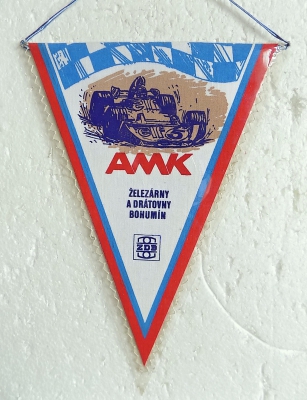 AMK
ŽELEZÁRNY
A DRÁTOVNY
BOHUMÍN
ŽDB